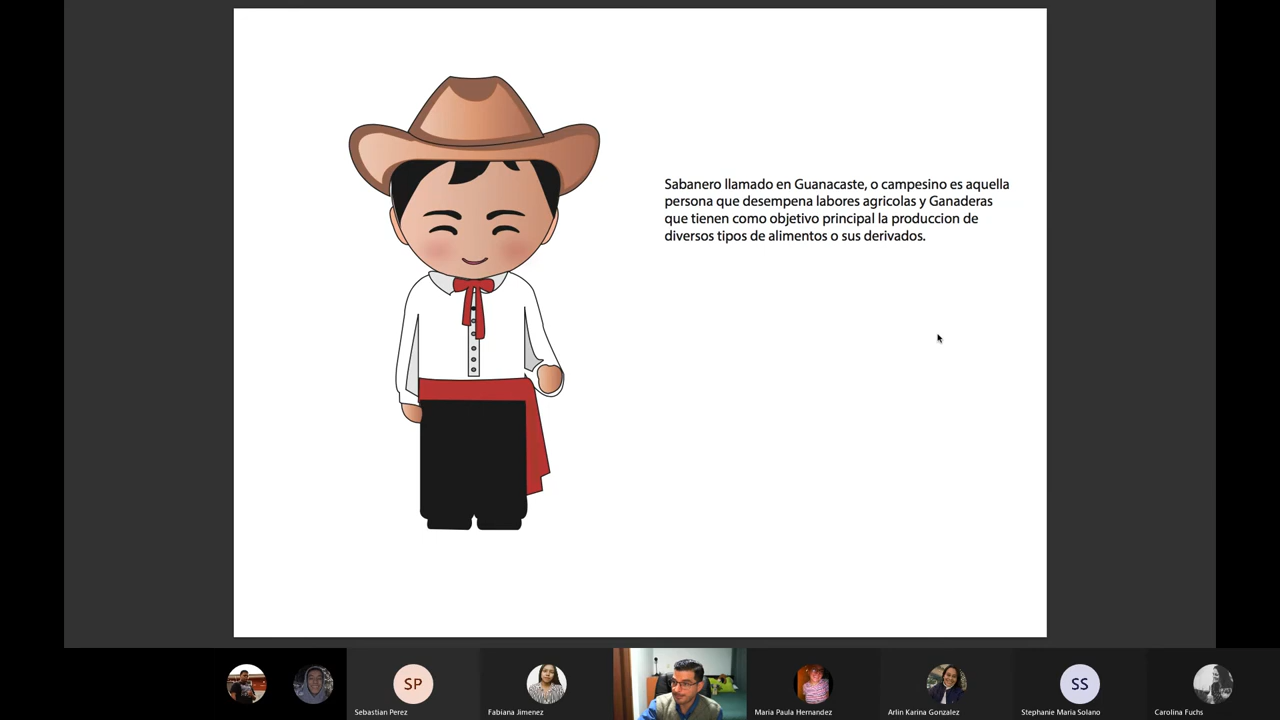 Sabanero llamado en Guanacaste, o campesino es aquella
persona que desempena labores agricolas y Ganaderas
que tienen como objetivo principal la produccion de
diversos tipos de alimentos o sus derivados.
SP
SS
Sebastian Perez
Fabiana Jimenez
Maria Paula Hernandez
Arlin Karina Gonzalez
Stephanie Maria Solano
Carolina Fuchs